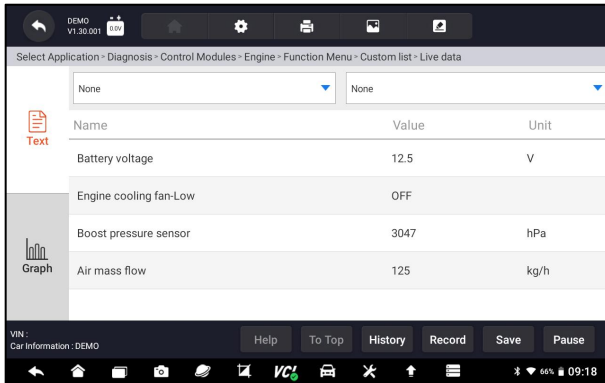 DEMO
V1.30.001 0.0V
Select Application > Diagnosis > Control Modules > Engine > Function Menu > Custom list > Live data
None None
Text
Name Value Unit
Battery voltage 12.5 V
Engine cooling fan-Low OFF
Boost pressure sensor 3047 hPa
Graph
Air mass flow 125 kg/h
VIN :
Car Information : DEMO
Help To Top History Record Save Pause
VC! 66% 09:18